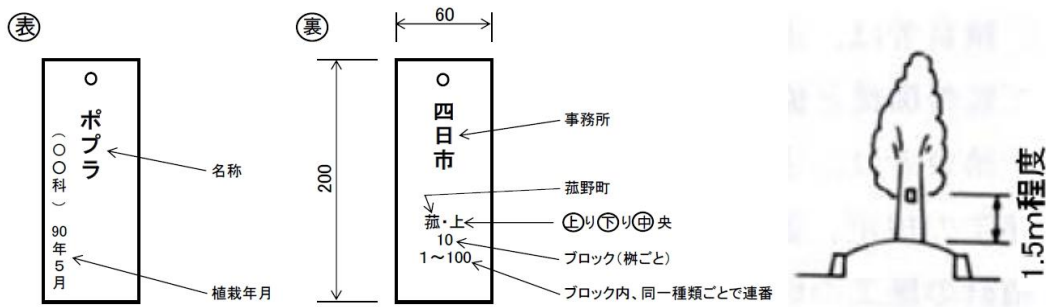 表
ポプラ
（〇〇科）
90年5月
名称
植栽年月
裏
60
200
四日市
菰・上
10
1～100
事務所
菰野町
上り下り中央
ブロック(桝ごと)
ブロック内、同一種類ごとで連番
1.5m程度